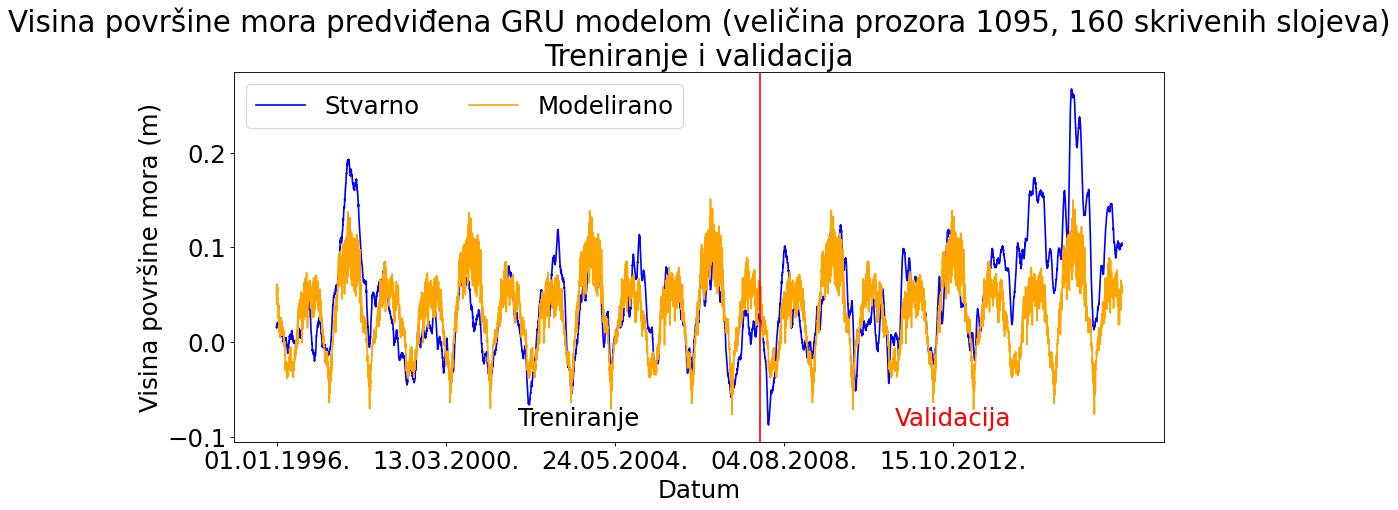 Visina površine mora predviđena GRU modelom (veličina prozora 1095, 160 skrivenih slojeva)
Treniranje i validacija
Stvarno
Modelirano
Visina površine mora (m)
0.2
0.1
0.0
−0.1
Treniranje
Validacija
01.01.1996.
13.03.2000.
24.05.2004.
04.08.2008.
15.10.2012.
Datum